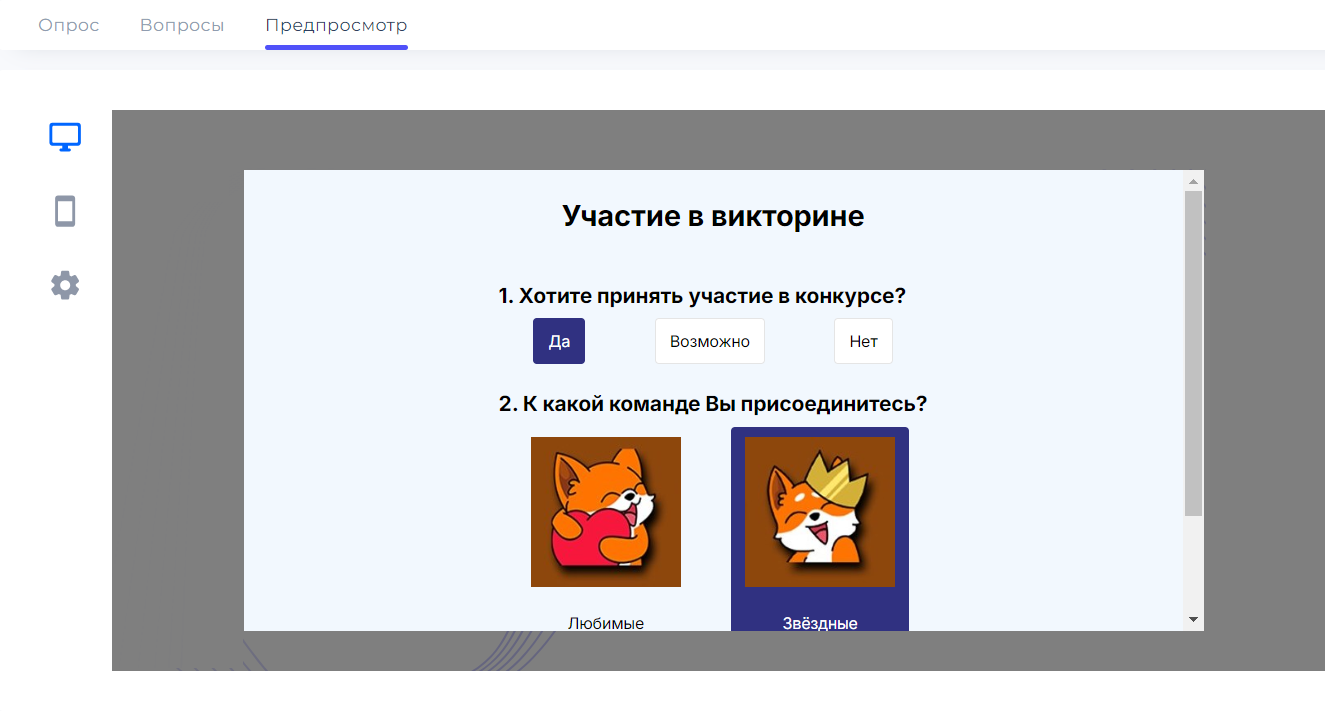 Опрос Вопросы Предпросмотр
Участие в викторине
1. Хотите принять участие в конкурсе?
Да Возможно Нет
2. К какой команде Вы присоединитесь?
Любимые Звёздные